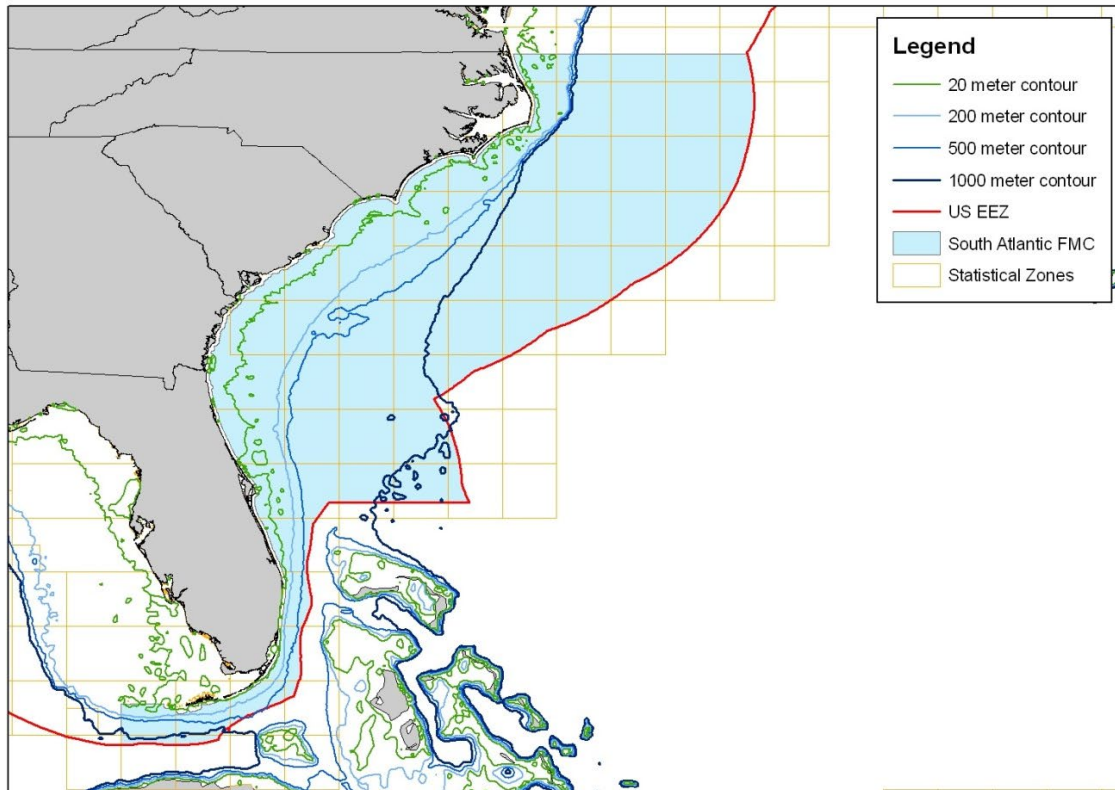 Legend
20 meter contour
200 meter contour
500 meter contour
1000 meter contour
US EEZ
South Atlantic FMC
Statistical Zones